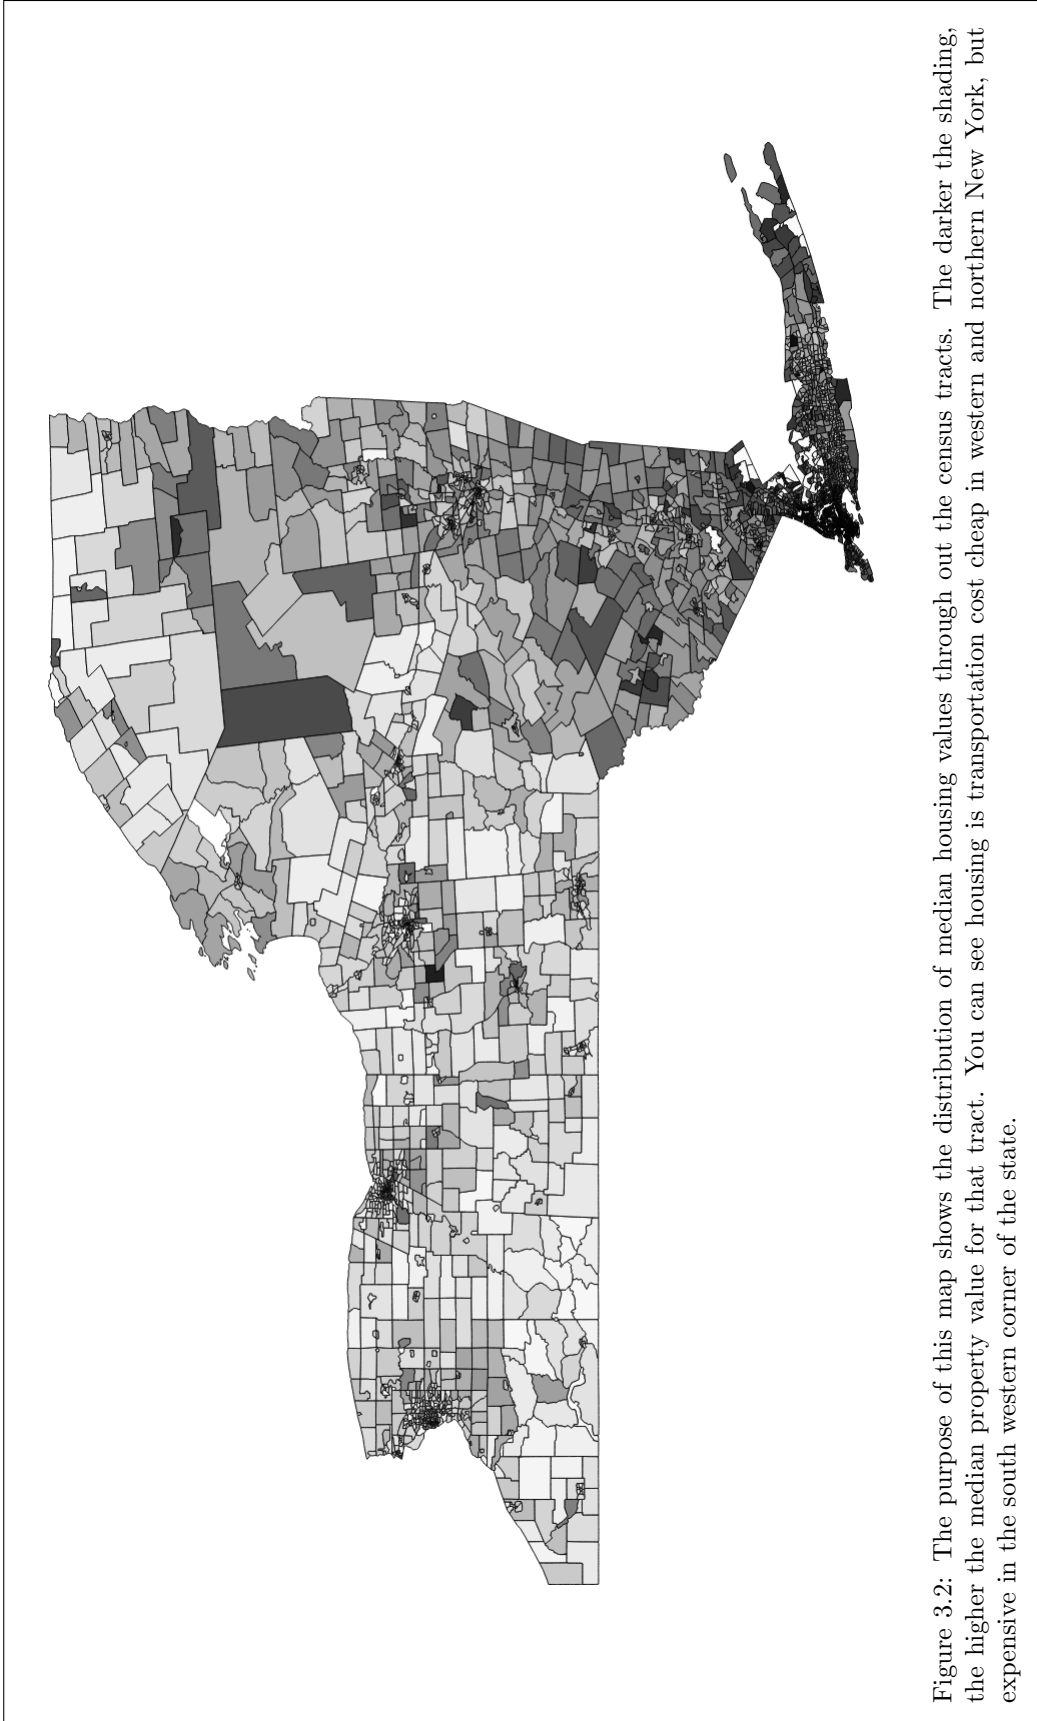 Figure 3.2: The purpose of this map shows the distribution of median housing values through out the census tracts. The darker the shading,
the higher the median property value for that tract. You can see housing is transportation cost cheap in western and northern New York, but
expensive in the south western corner of the state.